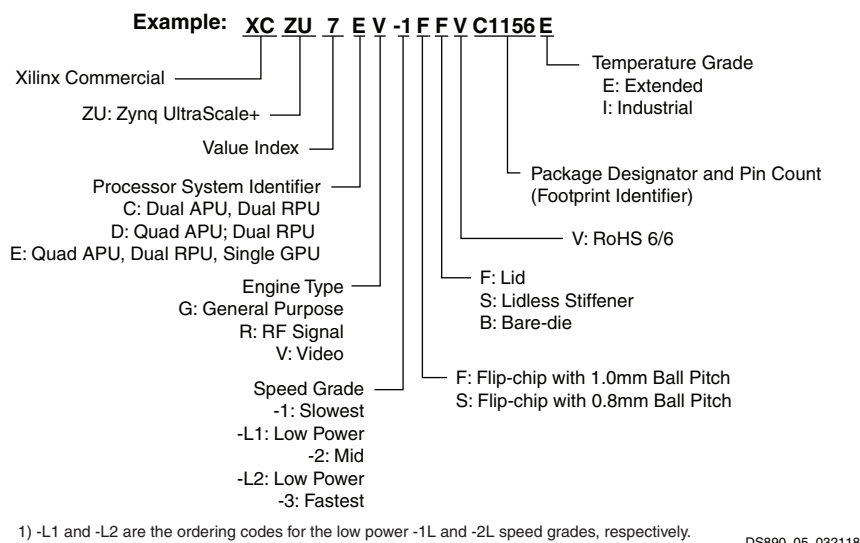 Example: XC ZU 7 E V -1 F F V C1156 E
Xilinx Commercial
ZU: Zynq UltraScale+
Value Index
Processor System Identifier
C: Dual APU, Dual RPU
D: Quad APU; Dual RPU
E: Quad APU, Dual RPU, Single GPU
Engine Type
G: General Purpose
R: RF Signal
V: Video
Speed Grade
-1: Slowest
-L1: Low Power
-2: Mid
-L2: Low Power
-3: Fastest
Temperature Grade
E: Extended
I: Industrial
Package Designator and Pin Count
(Footprint Identifier)
V: RoHS 6/6
F: Lid
S: Lidless Stiffener
B: Bare-die
F: Flip-chip with 1.0mm Ball Pitch
S: Flip-chip with 0.8mm Ball Pitch
1) -L1 and -L2 are the ordering codes for the low power -1L and -2L speed grades, respectively.
DS890_05_032118